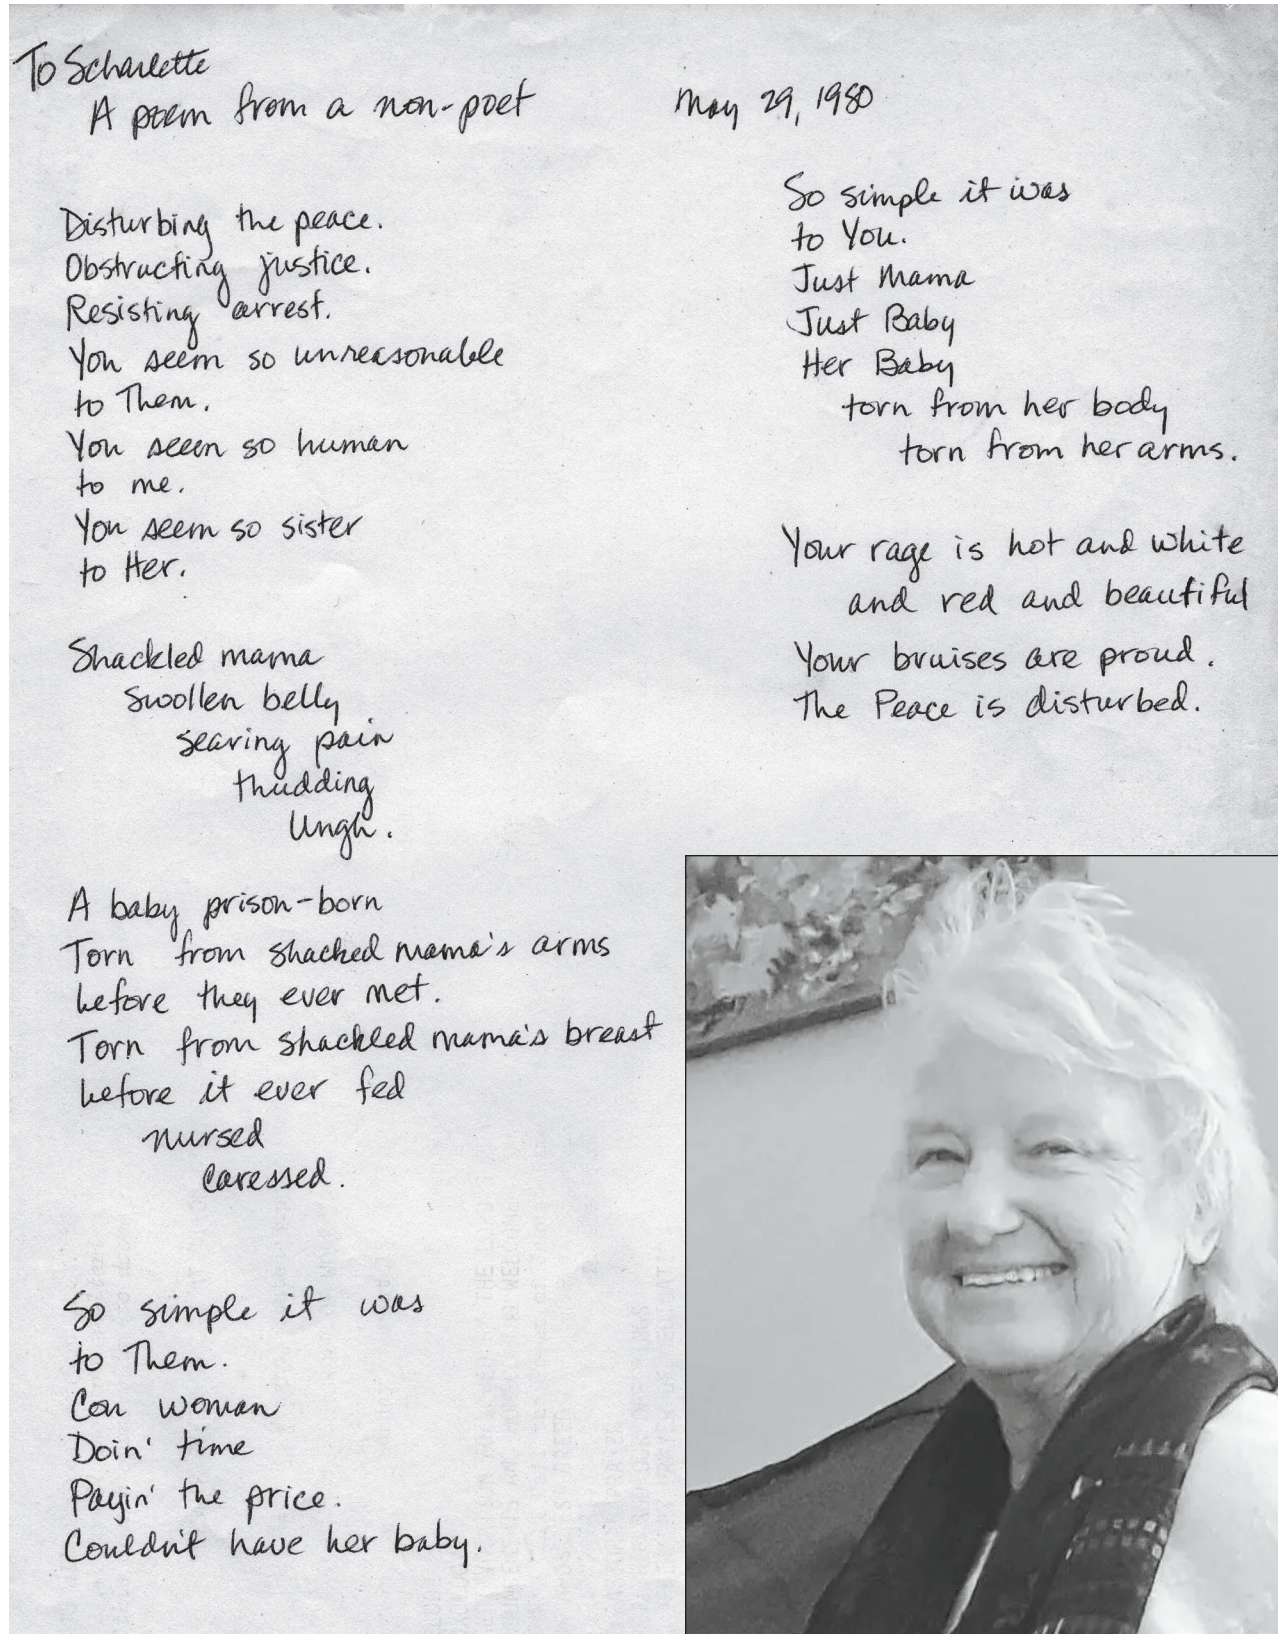 To Scharlette
A poem from a non-poet
May 29, 1980
Disturbing the peace.
Obstructing justice.
Resisting arrest.
You seem so unreasonable
to Them.
You seem so human
to me.
You seem so sister
to Her.
Shackled mama
swollen belly
searing pain
thudding
Ungh.
A baby prison-born
Torn from shacked mama's arms
before they ever met.
Torn from shackled mama's breast
before it ever fed
nursed
caressed.
So simple it was
to Them.
Con woman
Doin' time
Payin' the price.
Couldn't have her baby.
So simple it was
to You.
Just Mama
Just Baby
Her Baby
torn from her body
torn from her arms.
Your rage is hot and white
and red and beautiful
Your bruises are proud.
The Peace is disturbed.